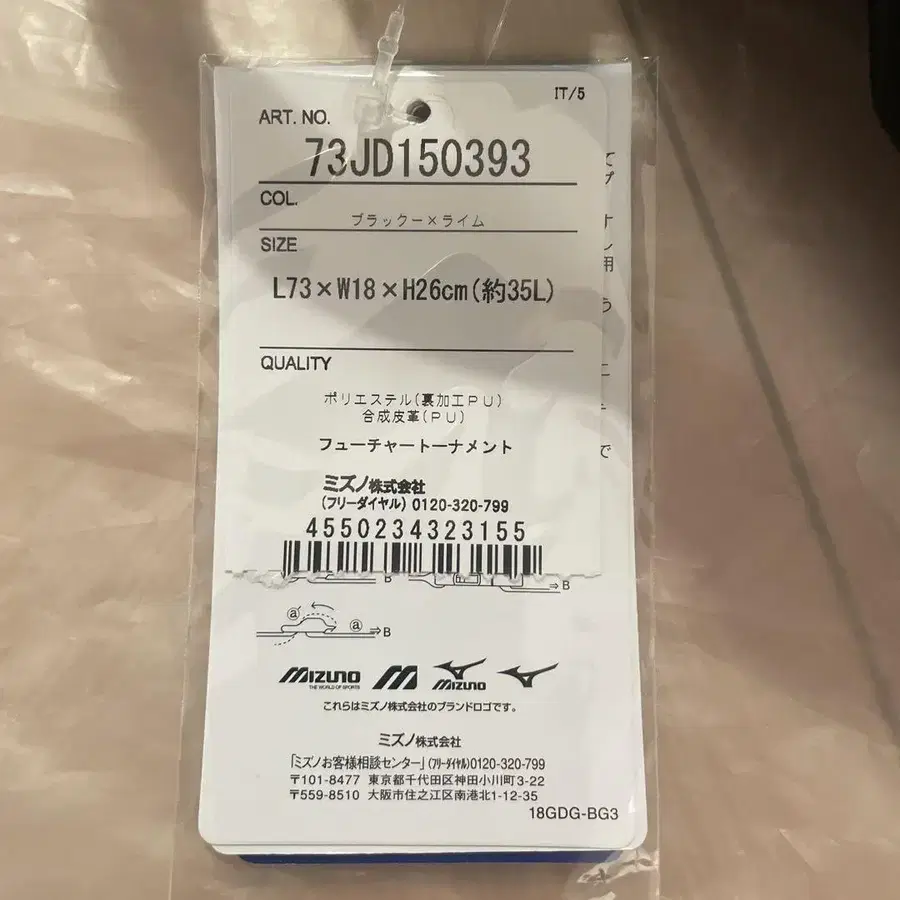 IT/5
ART. NO.
73JD150393
COL.
ブラックー×ライム
SIZE
L73×W18×H26cm(約35L)
QUALITY
ポリエステル(裏加工PU)
合成皮革(PU)
フューチャートーナメント
ミズノ株式会社
(フリーダイヤル) 0120-320-799
4550234323155
B
⇒B
ⓐ' ⓐ ⇒B
MIZUNO
THE WORLD OF SPORTS
MIZUNO
これらはミズノ株式会社のブランドロゴです。
ミズノ株式会社
「ミズノお客様相談センター」(フリーダイヤル)0120-320-799
〒101-8477 東京都千代田区神田小川町3-22
〒559-8510 大阪市住之江区南港北1-12-35
18GDG-BG3